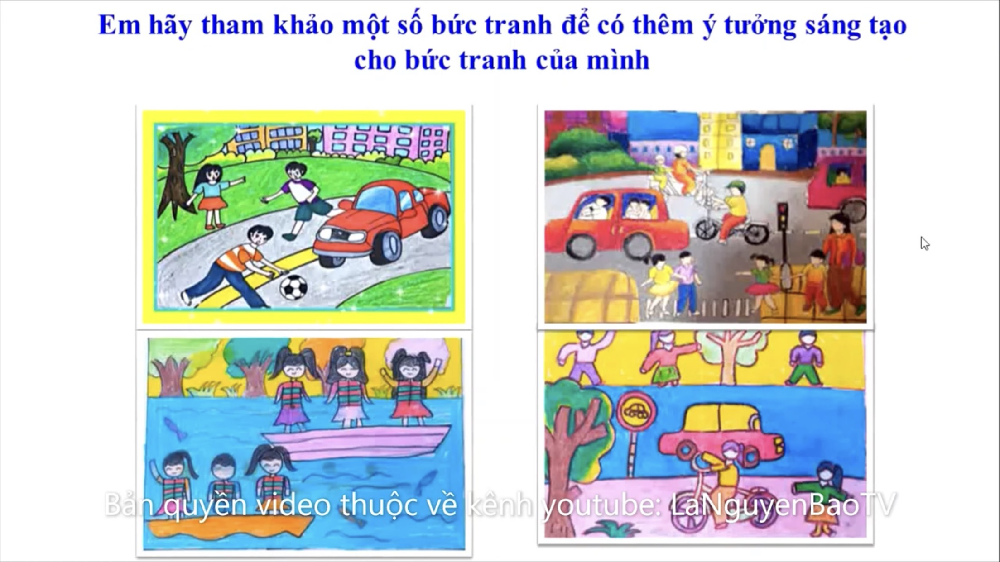 Em hãy tham khảo một số bức tranh để có thêm ý tưởng sáng tạo
cho bức tranh của mình
Bản quyền video thuộc về kênh youtube: LaNguyenBaoTV